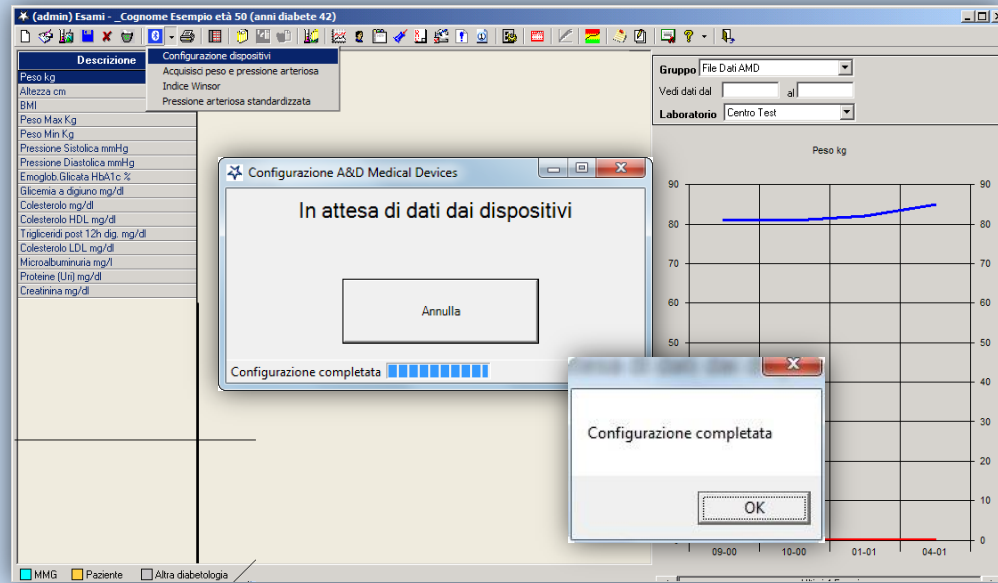 (admin) Esami - _Cognome Esempio età 50 (anni diabete 42)
Configurazione dispositivi
Acquisisci peso e pressione arteriosa
Indice Winsor
Pressione arteriosa standardizzata
Descrizione
Peso kg
Altezza cm
BMI
Peso Max Kg
Peso Min Kg
Pressione Sistolica mmHg
Pressione Diastolica mmHg
Emoglob.Glicata HbA1c %
Glicemia a digiuno mg/dl
Colesterolo mg/dl
Colesterolo HDL mg/dl
Trigliceridi post 12h dig. mg/dl
Colesterolo LDL mg/dl
Microalbuminuria mg/l
Proteine (Uri) mg/dl
Creatinina mg/dl
Gruppo File Dati AMD
Vedi dati dal al
Laboratorio Centro Test
Configurazione A&D Medical Devices
In attesa di dati dai dispositivi
Annulla
Configurazione completata
Configurazione completata
OK
Peso kg
90 90
80 80
70 70
60 60
50 50
40
30
20
10
0
09-00 10-00 01-01 04-01
MMG Paziente Altra diabetologia